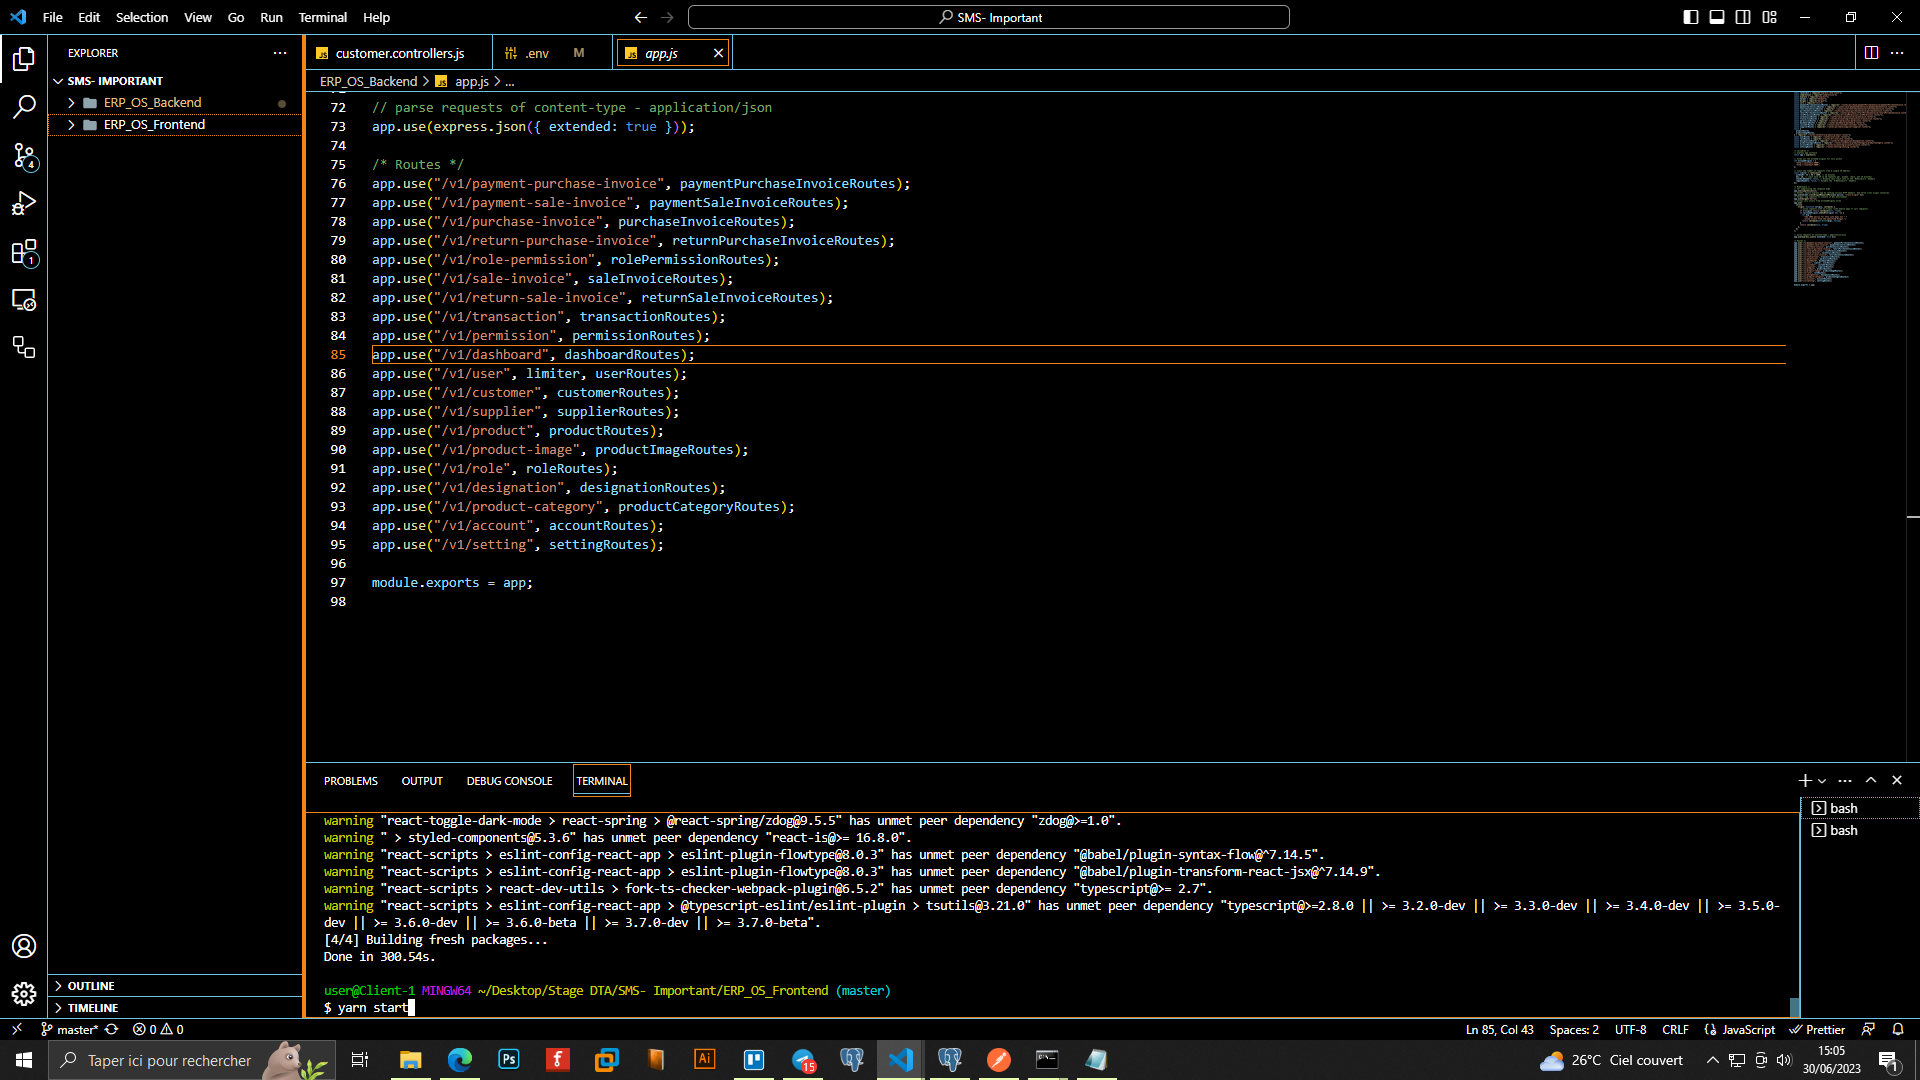 File Edit Selection View Go Run Terminal Help
SMS- Important
EXPLORER
SMS- IMPORTANT
ERP_OS_Backend
ERP_OS_Frontend
4
1
OUTLINE
TIMELINE
customer.controllers.js .env M app.js
ERP_OS_Backend > app.js > ...
72 // parse requests of content-type - application/json
73 app.use(express.json({ extended: true }));
74
75 /* Routes */
76 app.use("/v1/payment-purchase-invoice", paymentPurchaseInvoiceRoutes);
77 app.use("/v1/payment-sale-invoice", paymentSaleInvoiceRoutes);
78 app.use("/v1/purchase-invoice", purchaseInvoiceRoutes);
79 app.use("/v1/return-purchase-invoice", returnPurchaseInvoiceRoutes);
80 app.use("/v1/role-permission", rolePermissionRoutes);
81 app.use("/v1/sale-invoice", saleInvoiceRoutes);
82 app.use("/v1/return-sale-invoice", returnSaleInvoiceRoutes);
83 app.use("/v1/transaction", transactionRoutes);
84 app.use("/v1/permission", permissionRoutes);
85 app.use("/v1/dashboard", dashboardRoutes);
86 app.use("/v1/user", limiter, userRoutes);
87 app.use("/v1/customer", customerRoutes);
88 app.use("/v1/supplier", supplierRoutes);
89 app.use("/v1/product", productRoutes);
90 app.use("/v1/product-image", productImageRoutes);
91 app.use("/v1/role", roleRoutes);
92 app.use("/v1/designation", designationRoutes);
93 app.use("/v1/product-category", productCategoryRoutes);
94 app.use("/v1/account", accountRoutes);
95 app.use("/v1/setting", settingRoutes);
96
97 module.exports = app;
98
PROBLEMS OUTPUT DEBUG CONSOLE TERMINAL
warning "react-toggle-dark-mode > react-spring > @react-spring/zdog@9.5.5" has unmet peer dependency "zdog@>=1.0".
warning " > styled-components@5.3.6" has unmet peer dependency "react-is@>= 16.8.0".
warning "react-scripts > eslint-config-react-app > eslint-plugin-flowtype@8.0.3" has unmet peer dependency "@babel/plugin-syntax-flow@^7.14.5".
warning "react-scripts > eslint-config-react-app > eslint-plugin-flowtype@8.0.3" has unmet peer dependency "@babel/plugin-transform-react-jsx@^7.14.9".
warning "react-scripts > react-dev-utils > fork-ts-checker-webpack-plugin@6.5.2" has unmet peer dependency "typescript@>= 2.7".
warning "react-scripts > eslint-config-react-app > @typescript-eslint/eslint-plugin > tsutils@3.21.0" has unmet peer dependency "typescript@>=2.8.0 || >= 3.2.0-dev || >= 3.3.0-dev || >= 3.4.0-dev || >= 3.5.0-
dev || >= 3.6.0-dev || >= 3.6.0-beta || >= 3.7.0-dev || >= 3.7.0-beta".
[4/4] Building fresh packages...
Done in 300.54s.
user@Client-1 MINGW64 ~/Desktop/Stage DTA/SMS- Important/ERP_OS_Frontend (master)
$ yarn start
bash
bash
master* 0 0 Ln 85, Col 43 Spaces: 2 UTF-8 CRLF JavaScript Prettier
Taper ici pour rechercher Ps Ai 15 26°C Ciel couvert 15:05
30/06/2023 1